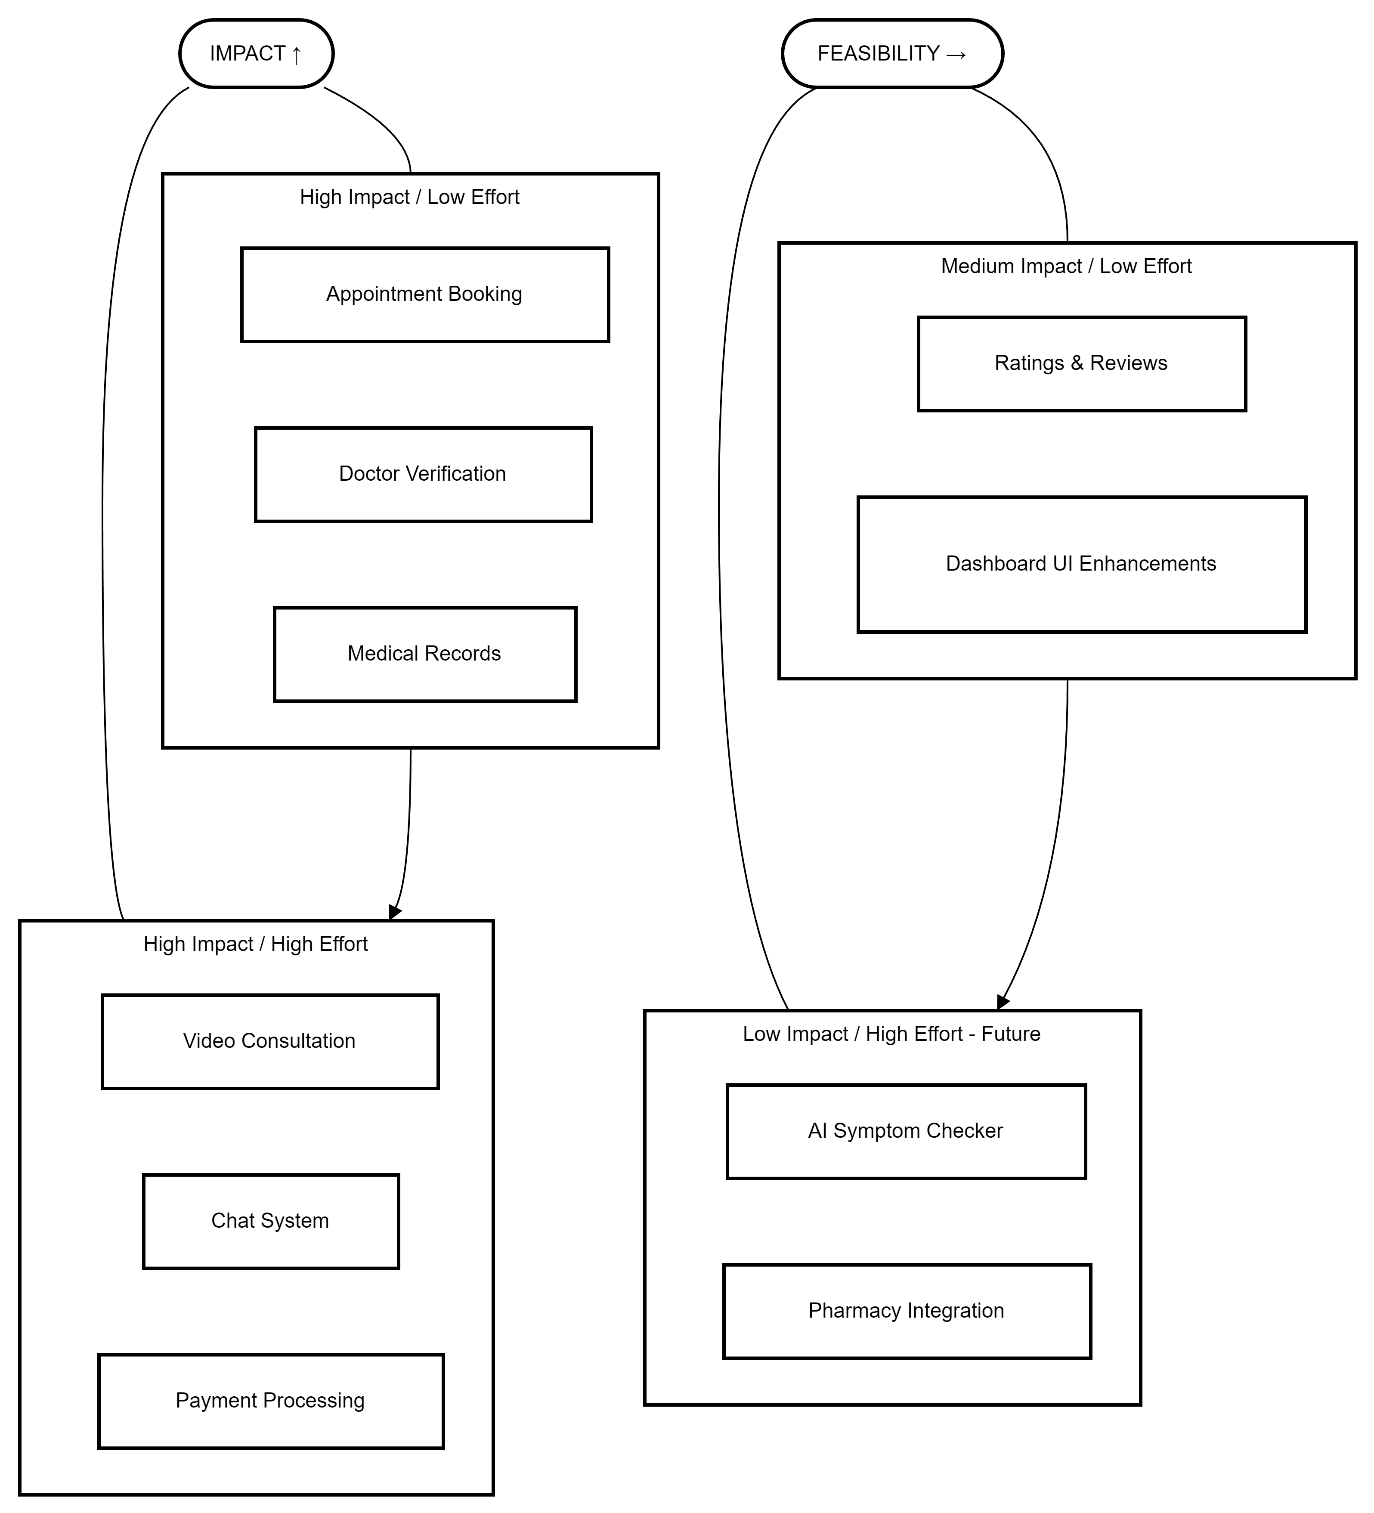 IMPACT ↑
FEASIBILITY →
High Impact / Low Effort
Appointment Booking
Doctor Verification
Medical Records
Medium Impact / Low Effort
Ratings & Reviews
Dashboard UI Enhancements
High Impact / High Effort
Video Consultation
Chat System
Payment Processing
Low Impact / High Effort - Future
AI Symptom Checker
Pharmacy Integration